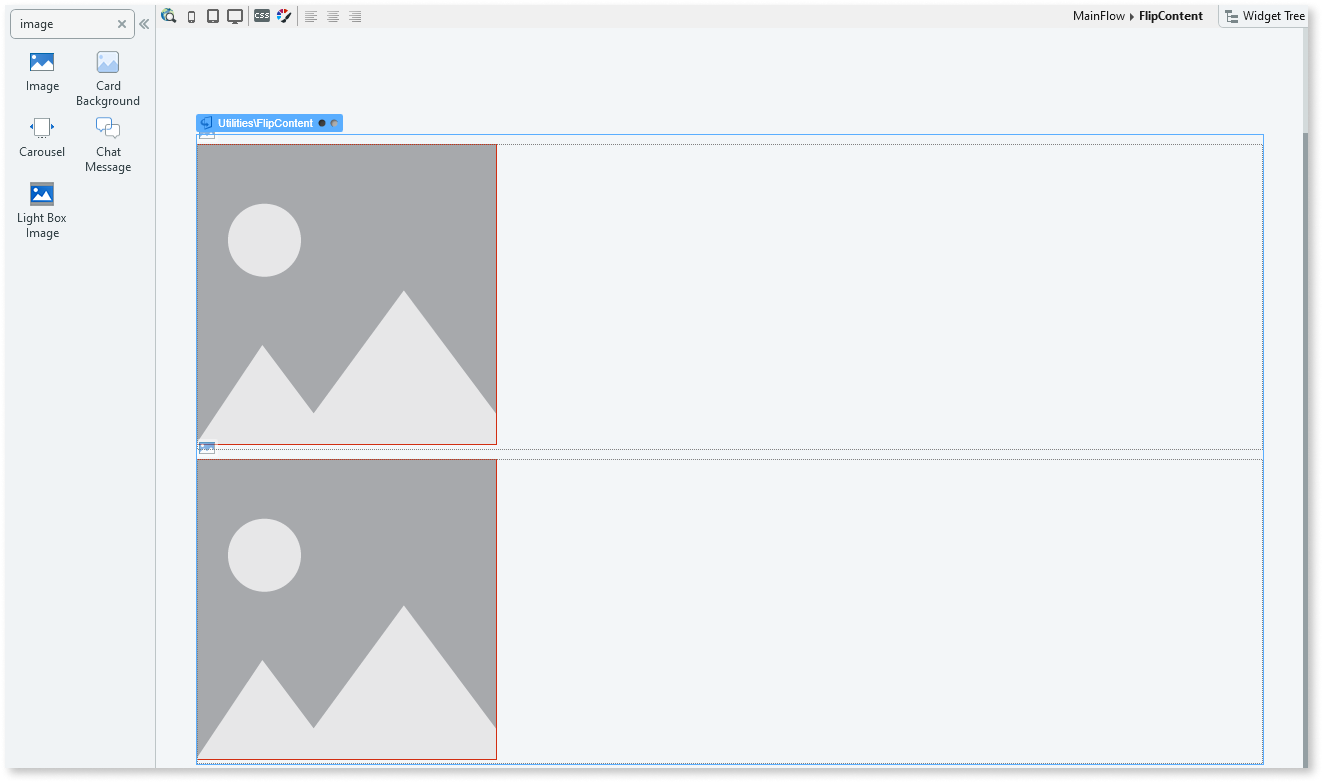 image
Image
Card
Background
Carousel
Chat
Message
Light Box
Image
CSS
MainFlow FlipContent
Widget Tree
Utilities\FlipContent